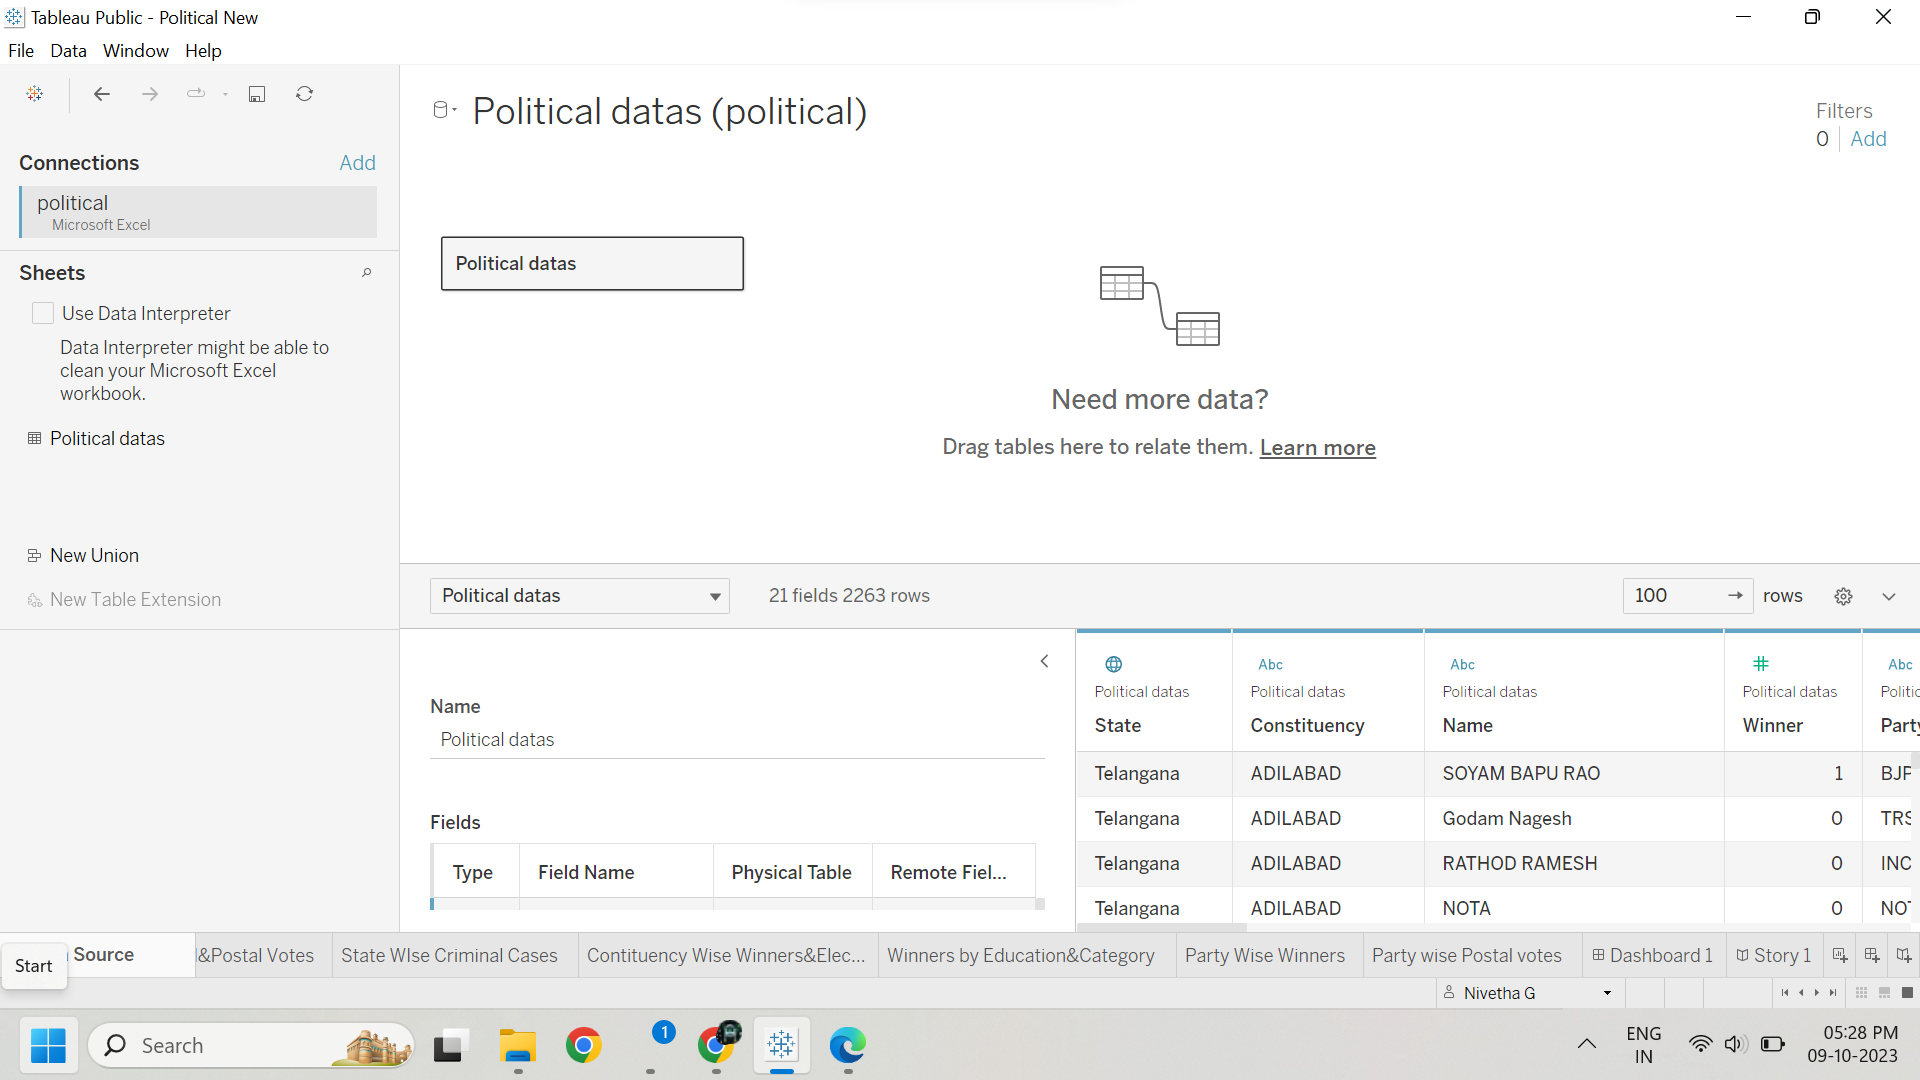 Tableau Public - Political New
File Data Window Help
Connections Add
political
Microsoft Excel
Sheets
Use Data Interpreter
Data Interpreter might be able to
clean your Microsoft Excel
workbook.
Political datas
New Union
New Table Extension
Political datas (political)
Filters
0 Add
Political datas
Need more data?
Drag tables here to relate them. Learn more
Political datas 21 fields 2263 rows 100 → rows
Name
Political datas
Fields
Type Field Name Physical Table Remote Fiel...
Abc Abc # Abc
Political datas Political datas Political datas Political datas Politic
State Constituency Name Winner Party
Telangana ADILABAD SOYAM BAPU RAO 1 BJP
Telangana ADILABAD Godam Nagesh 0 TRS
Telangana ADILABAD RATHOD RAMESH 0 INC
Telangana ADILABAD NOTA 0 NOT
Source l&Postal Votes State WIse Criminal Cases Contituency Wise Winners&Elec... Winners by Education&Category Party Wise Winners Party wise Postal votes Dashboard 1 Story 1
Start
Nivetha G
Search
1
ENG
IN
05:28 PM
09-10-2023